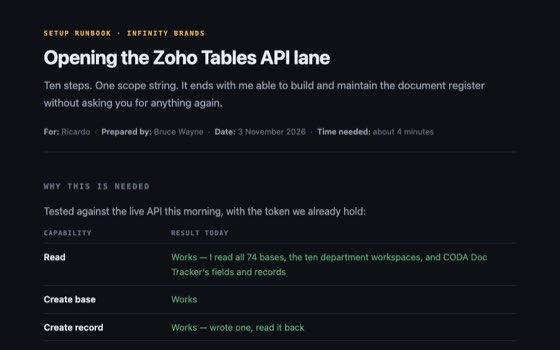 SETUP RUNBOOK · INFINITY BRANDS
Opening the Zoho Tables API lane
Ten steps. One scope string. It ends with me able to build and maintain the document register
without asking you for anything again.
For: Ricardo · Prepared by: Bruce Wayne · Date: 3 November 2026 · Time needed: about 4 minutes
WHY THIS IS NEEDED
Tested against the live API this morning, with the token we already hold:
CAPABILITY RESULT TODAY
Read Works — I read all 74 bases, the ten department workspaces, and CODA Doc
Tracker's fields and records
Create base Works
Create record Works — wrote one, read it back